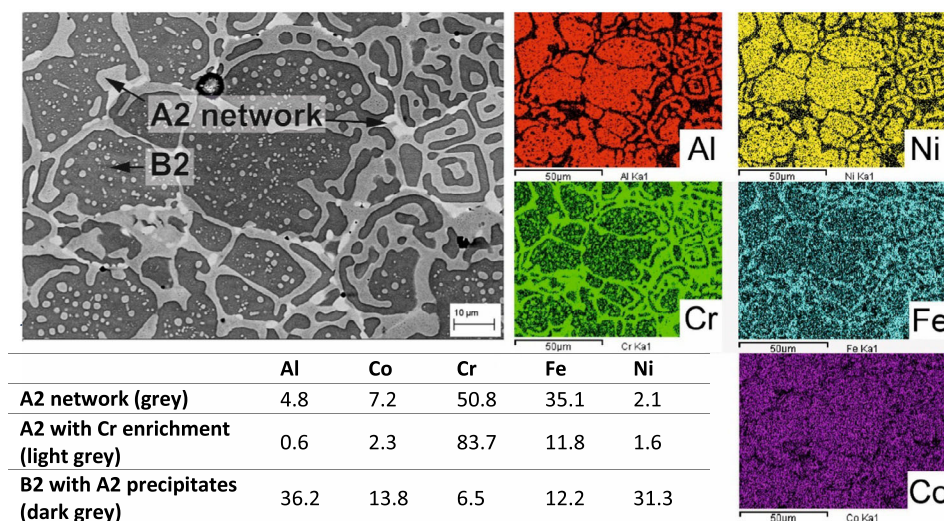 A2 network
B2
10 µm
Al
50µm
Al Ka1
Ni
50µm
Ni Ka1
Cr
50µm
Cr Ka1
Fe
50µm
Fe Ka1
Al Co Cr Fe Ni
A2 network (grey) 4.8 7.2 50.8 35.1 2.1
A2 with Cr enrichment
(light grey) 0.6 2.3 83.7 11.8 1.6
B2 with A2 precipitates
(dark grey) 36.2 13.8 6.5 12.2 31.3
Co
50µm
Co Ka1